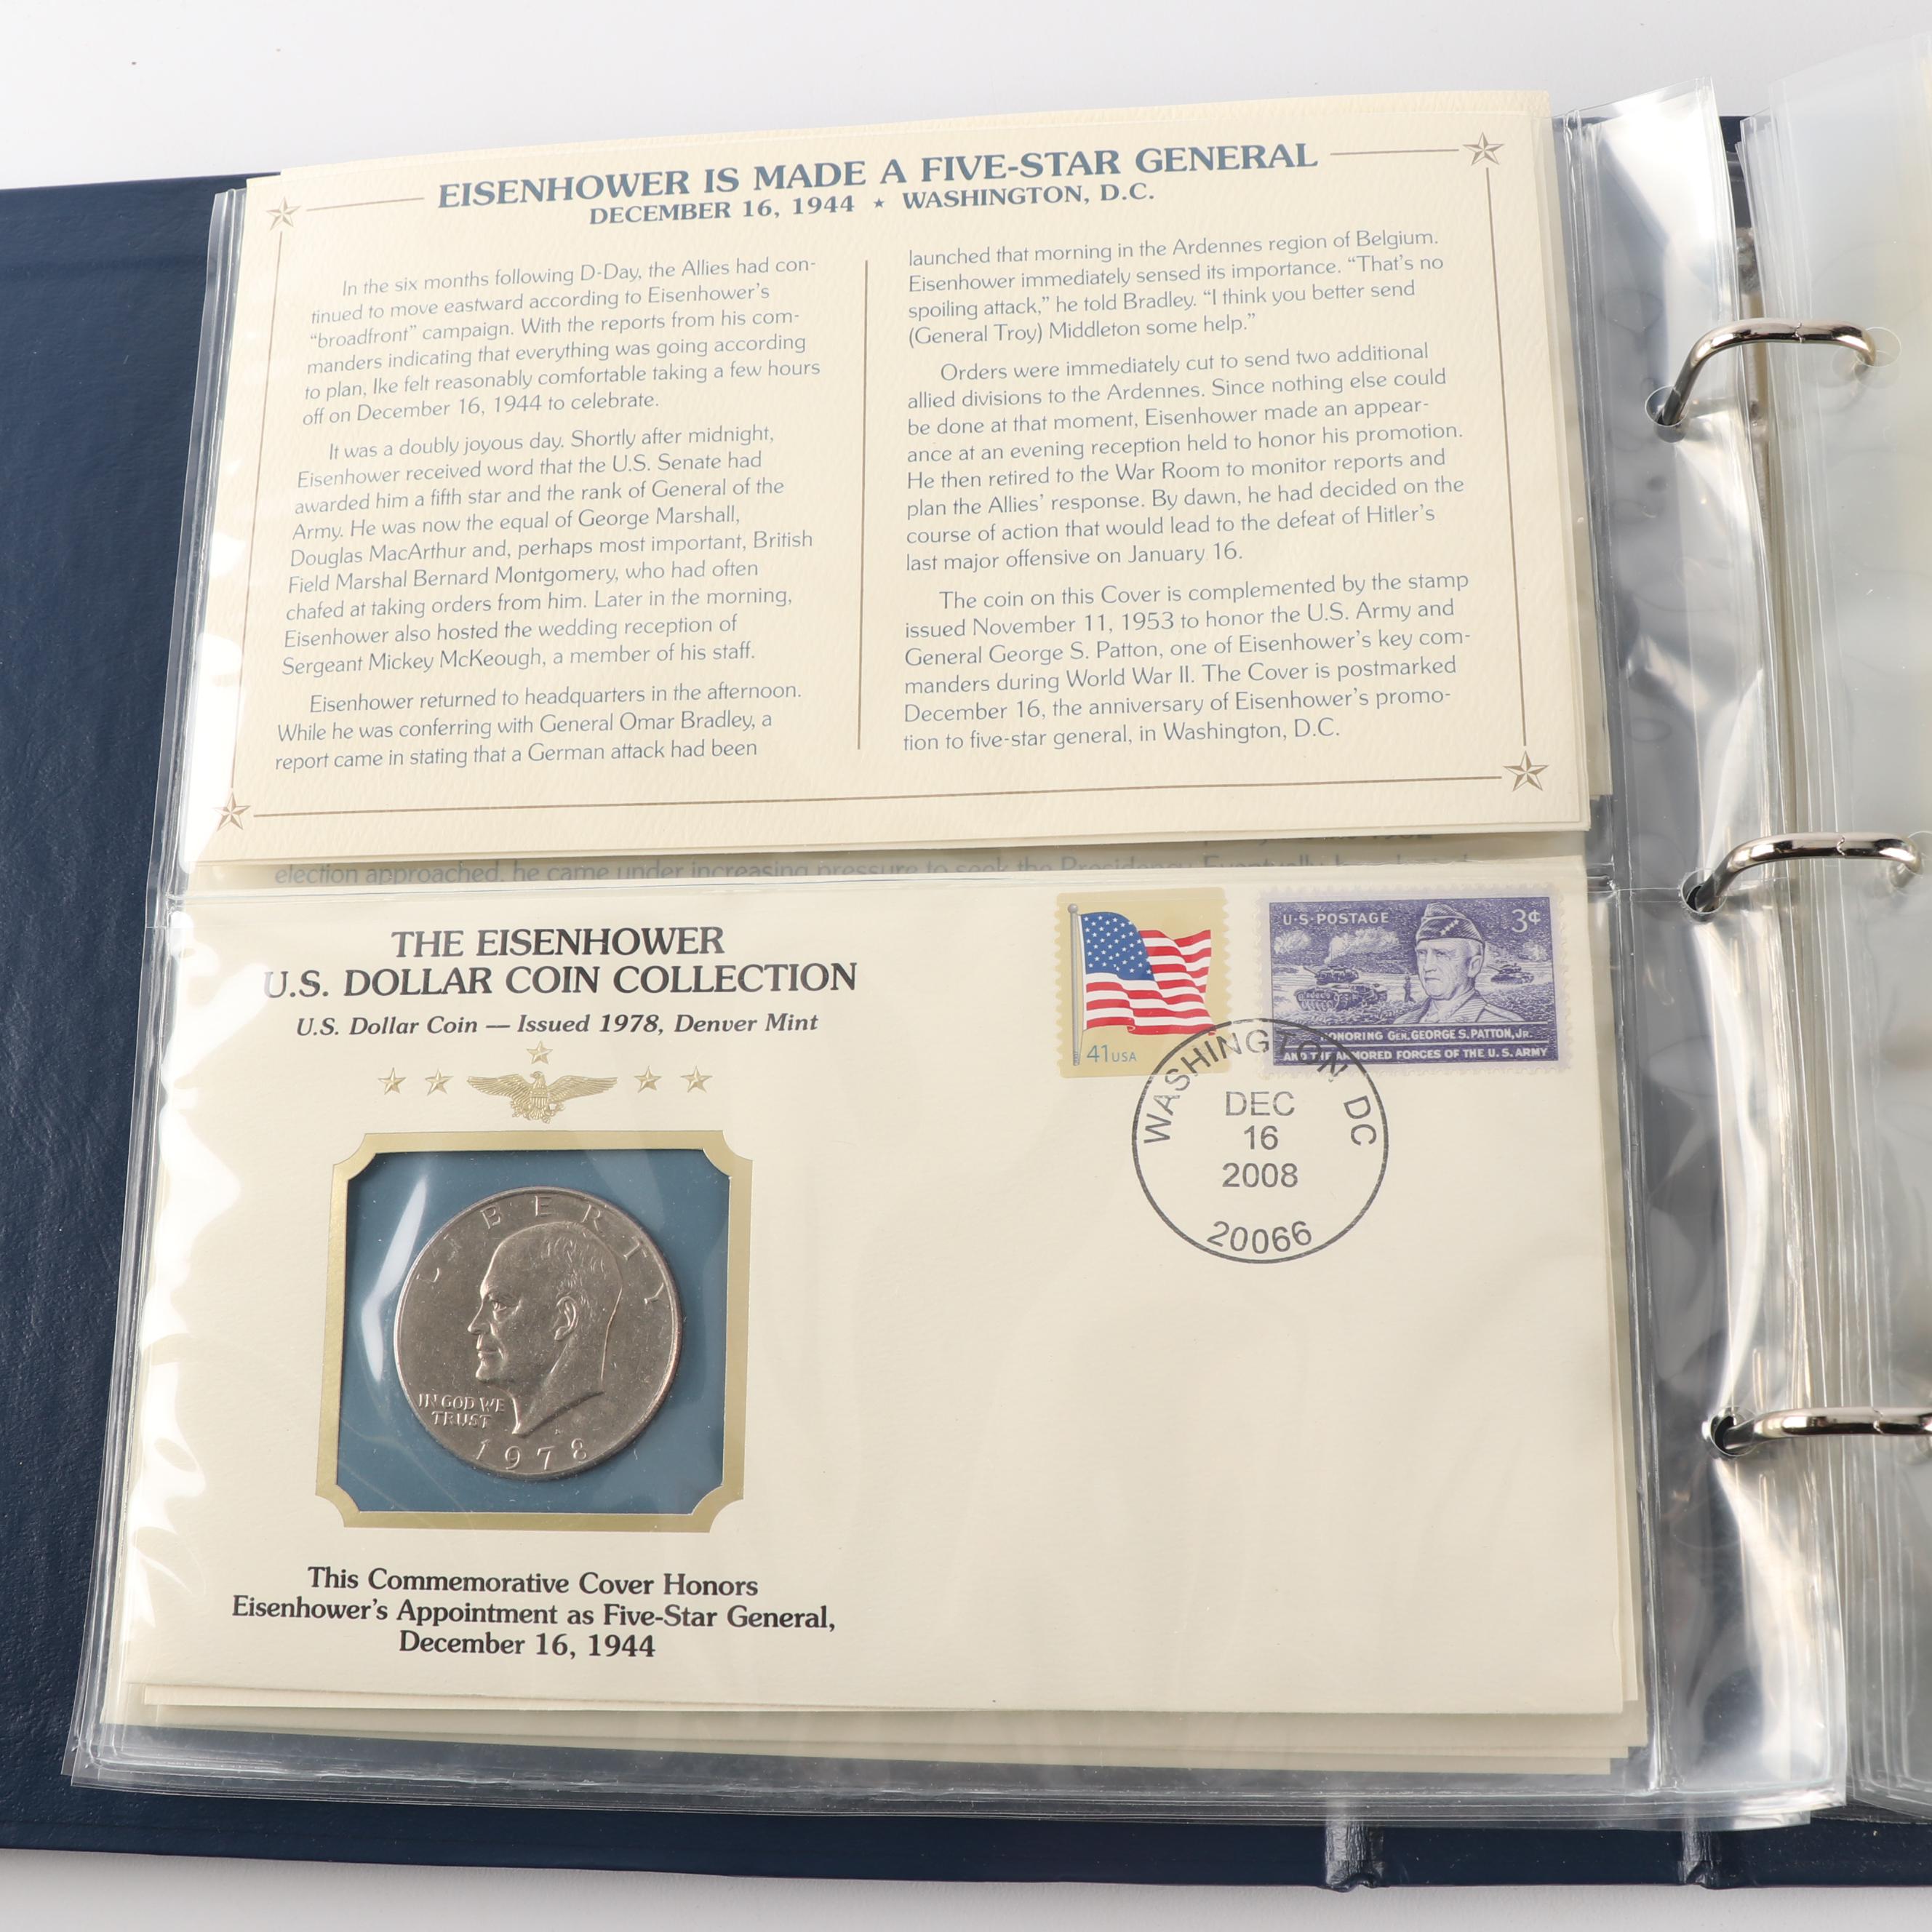 EISENHOWER IS MADE A FIVE-STAR GENERAL
DECEMBER 16, 1944 ★ WASHINGTON, D.C.
In the six months following D-Day, the Allies had con-
tinued to move eastward according to Eisenhower's
"broadfront" campaign. With the reports from his com-
manders indicating that everything was going according
to plan, Ike felt reasonably comfortable taking a few hours
off on December 16, 1944 to celebrate.
It was a doubly joyous day. Shortly after midnight,
Eisenhower received word that the U.S. Senate had
awarded him a fifth star and the rank of General of the
Army. He was now the equal of George Marshall,
Douglas MacArthur and, perhaps most important, British
Field Marshal Bernard Montgomery, who had often
chafed at taking orders from him. Later in the morning,
Eisenhower also hosted the wedding reception of
Sergeant Mickey McKeough, a member of his staff.
Eisenhower returned to headquarters in the afternoon.
While he was conferring with General Omar Bradley, a
report came in stating that a German attack had been
launched that morning in the Ardennes region of Belgium.
Eisenhower immediately sensed its importance. "That's no
spoiling attack," he told Bradley. "I think you better send
(General Troy) Middleton some help."
Orders were immediately cut to send two additional
allied divisions to the Ardennes. Since nothing else could
be done at that moment, Eisenhower made an appear-
ance at an evening reception held to honor his promotion.
He then retired to the War Room to monitor reports and
plan the Allies' response. By dawn, he had decided on the
course of action that would lead to the defeat of Hitler's
last major offensive on January 16.
The coin on this Cover is complemented by the stamp
issued November 11, 1953 to honor the U.S. Army and
General George S. Patton, one of Eisenhower's key com-
manders during World War II. The Cover is postmarked
December 16, the anniversary of Eisenhower's promo-
tion to five-star general, in Washington, D.C.
election approached, he came under increasing pressure to seek the Presidency. Eventually
THE EISENHOWER
U.S. DOLLAR COIN COLLECTION
U.S. Dollar Coin — Issued 1978, Denver Mint
41 USA
U·S·POSTAGE
3¢
HONORING GEN. GEORGE S. PATTON, JR.
AND THE ARMORED FORCES OF THE U.S. ARMY
WASHINGTON DC
DEC
16
2008
20066
LIBERTY
IN GOD WE
TRUST
1978
This Commemorative Cover Honors
Eisenhower's Appointment as Five-Star General,
December 16, 1944